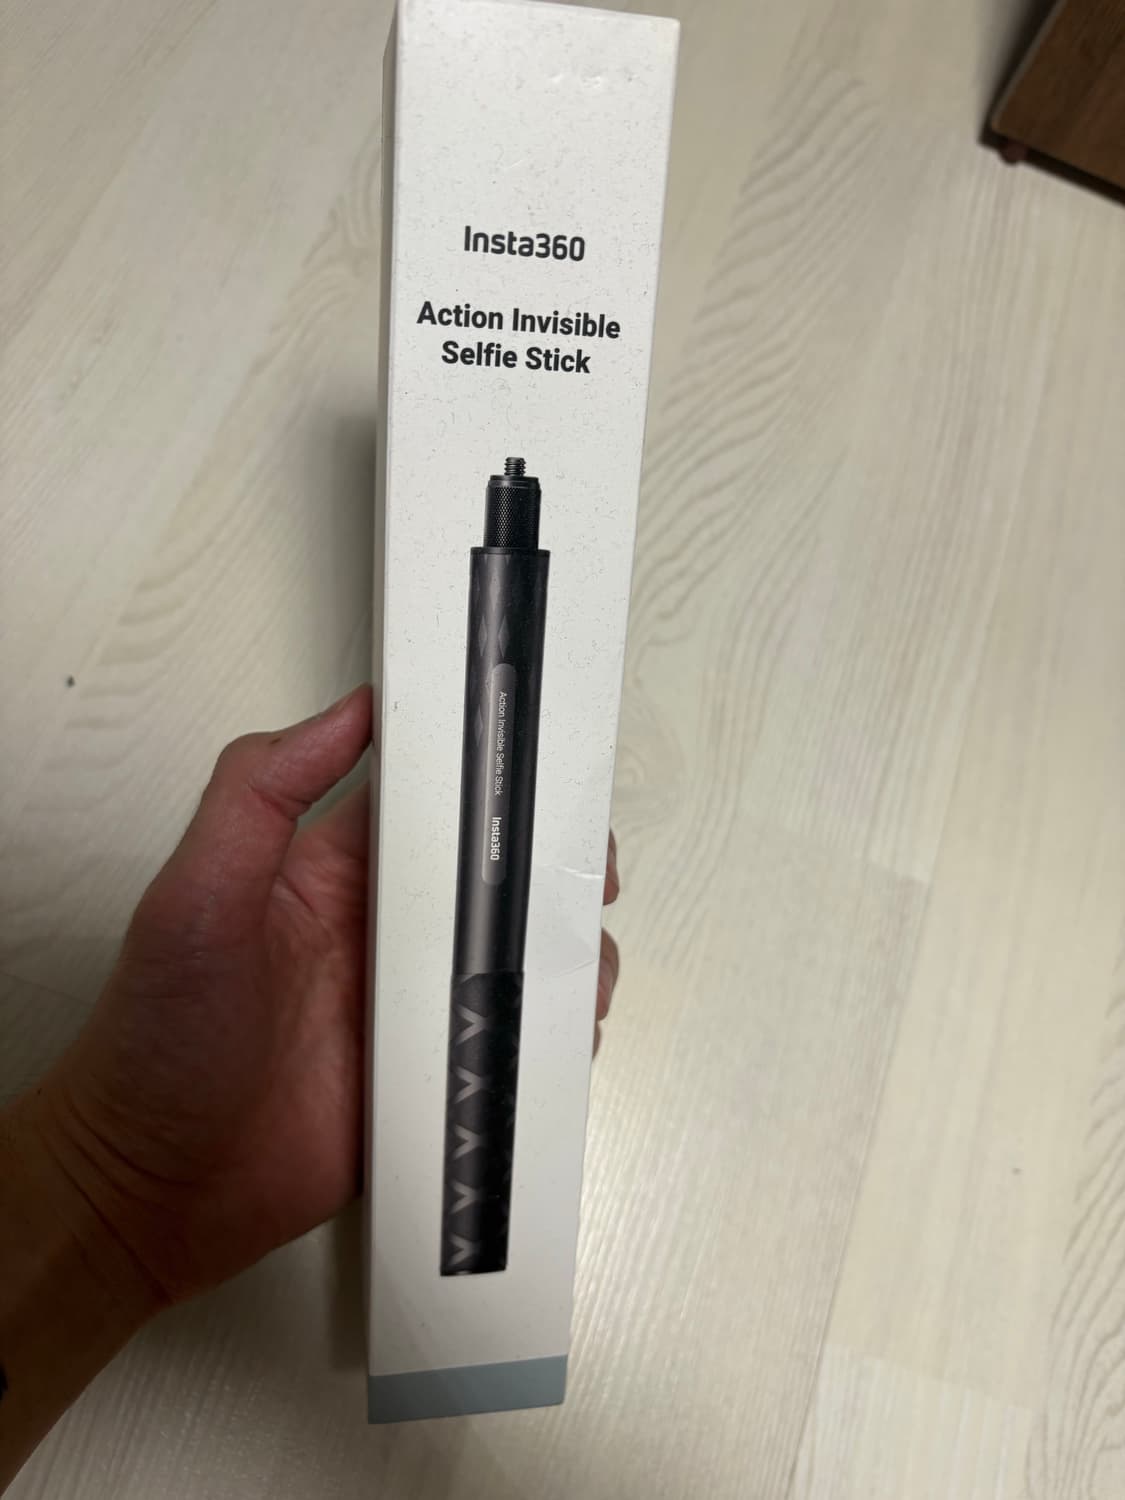 Insta360
Action Invisible
Selfie Stick
Action Invisible Selfie Stick
Insta360